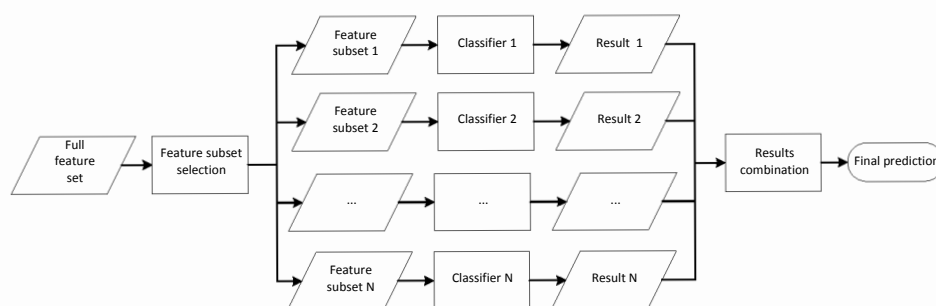 Full
feature
set
Feature subset
selection
Feature
subset 1
Classifier 1
Result 1
Feature
subset 2
Classifier 2
Result 2
...
...
...
Feature
subset N
Classifier N
Result N
Results
combination
Final prediction